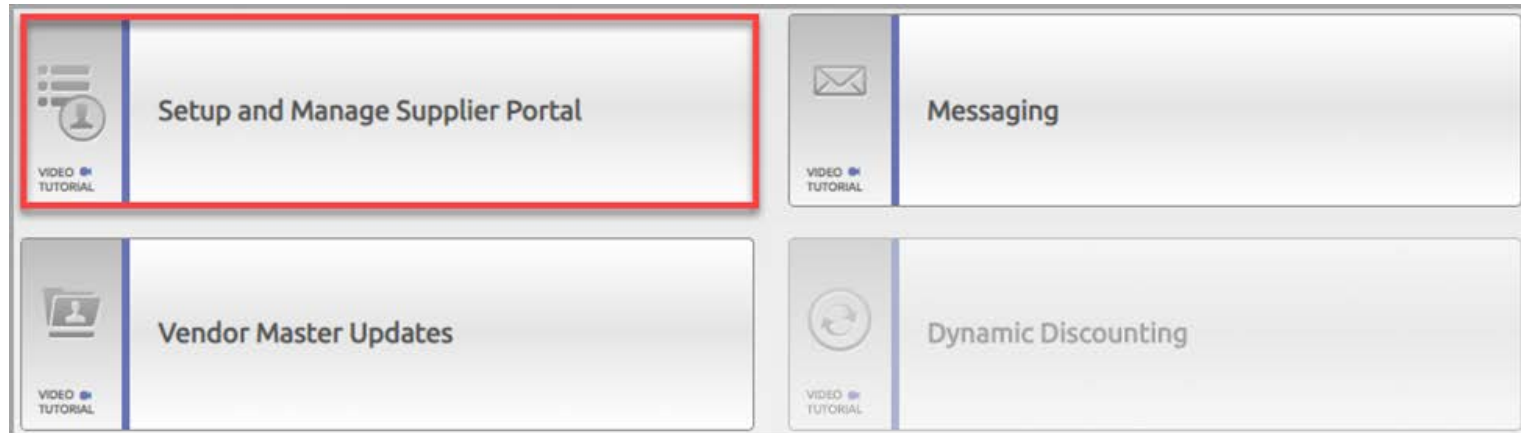 Setup and Manage Supplier Portal
VIDEO
TUTORIAL
Messaging
VIDEO
TUTORIAL
Vendor Master Updates
VIDEO
TUTORIAL
Dynamic Discounting
VIDEO
TUTORIAL